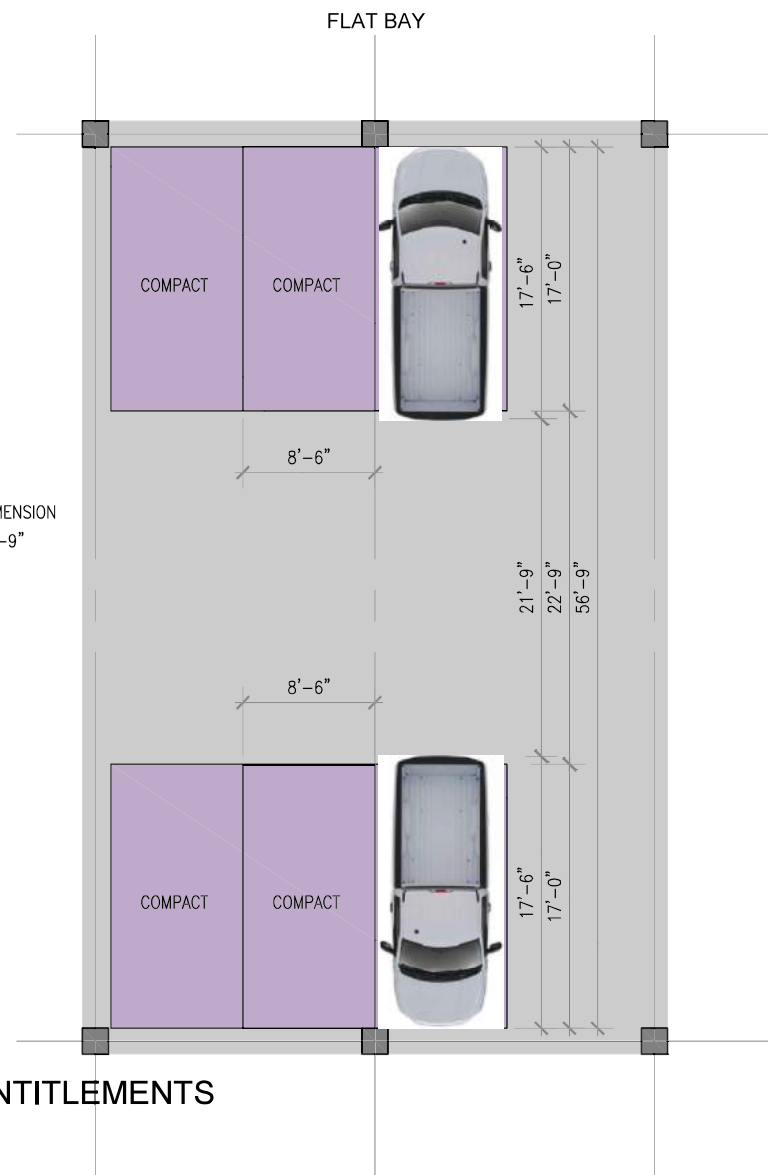 FLAT BAY
COMPACT
COMPACT
17'-6"
17'-0"
8'-6"
MENSION
-9"
21'-9"
22'-9"
56'-9"
8'-6"
COMPACT
COMPACT
17'-6"
17'-0"
NTITLEMENTS